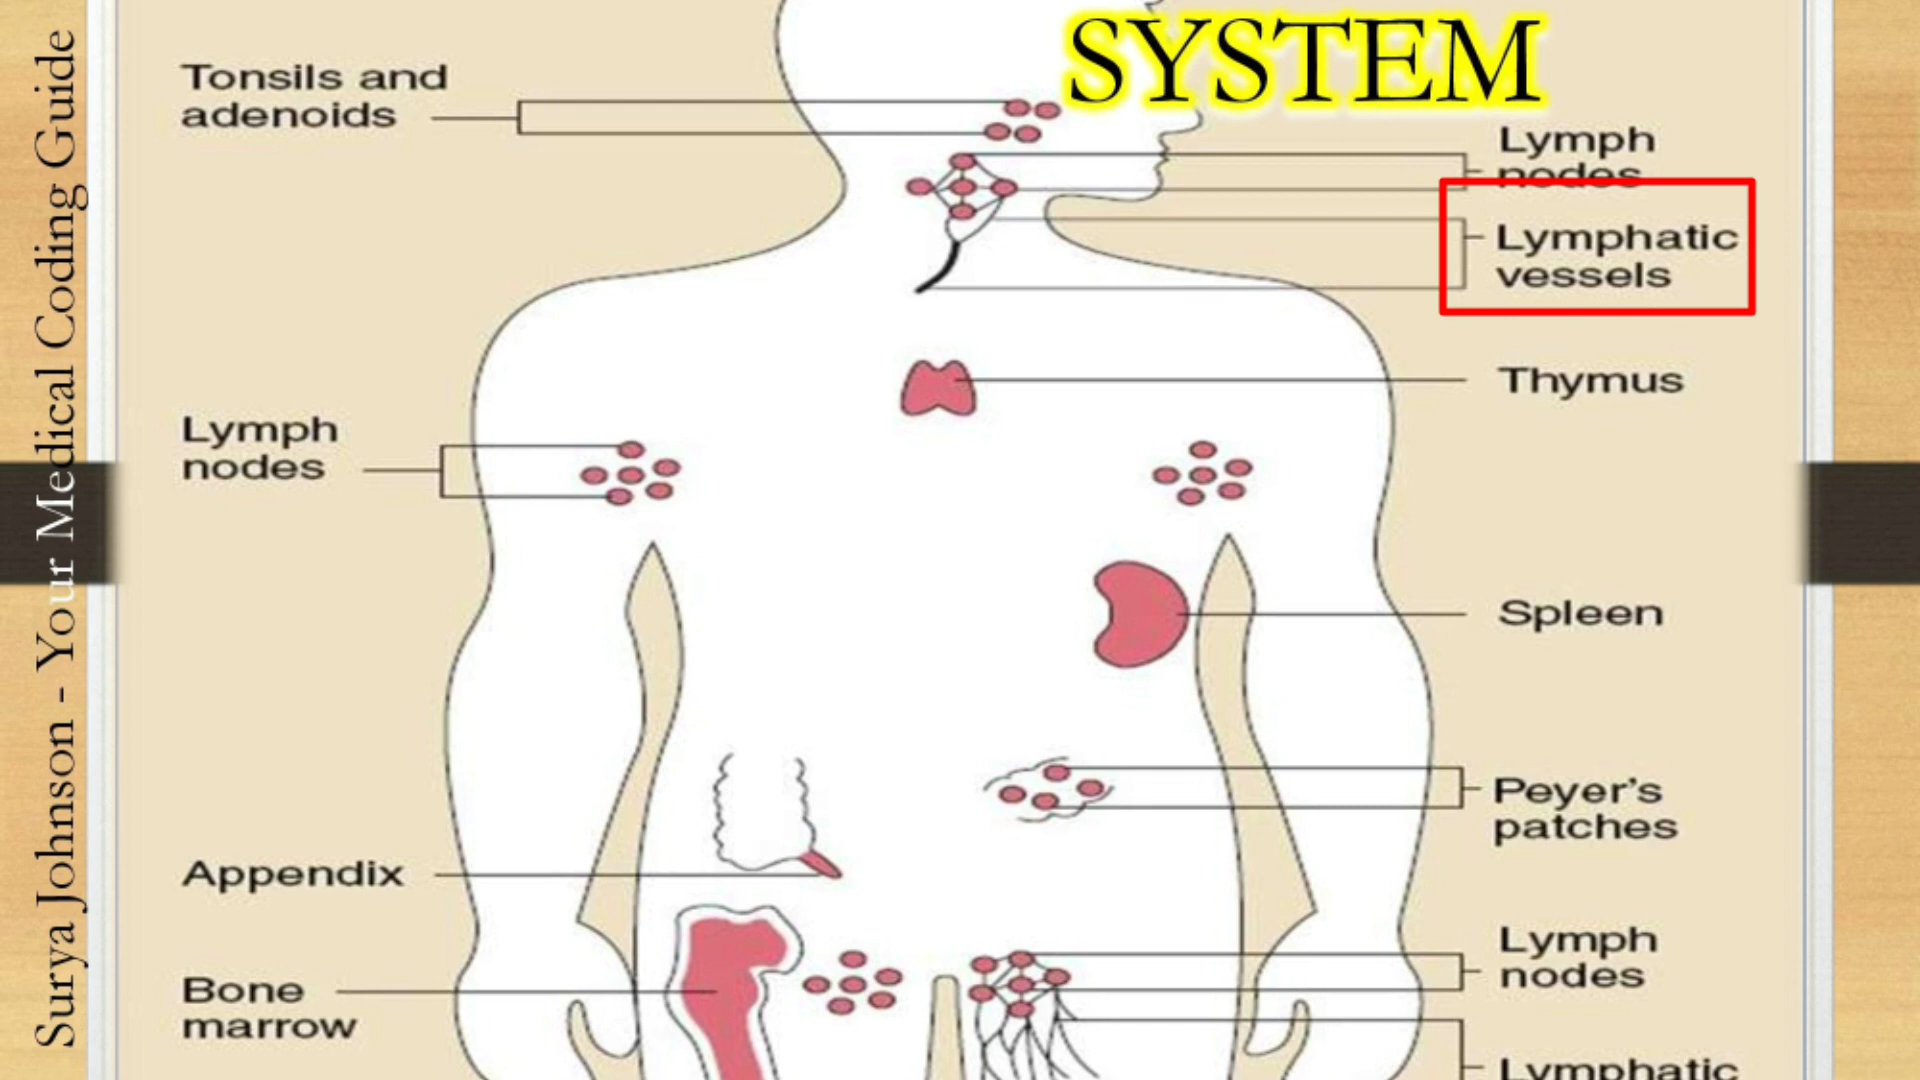 Surya Johnson - Your Medical Coding Guide
SYSTEM
Tonsils and
adenoids
Lymph
nodes
Lymphatic
vessels
Thymus
Lymph
nodes
Spleen
Peyer's
patches
Appendix
Lymph
nodes
Bone
marrow
Lymphatic